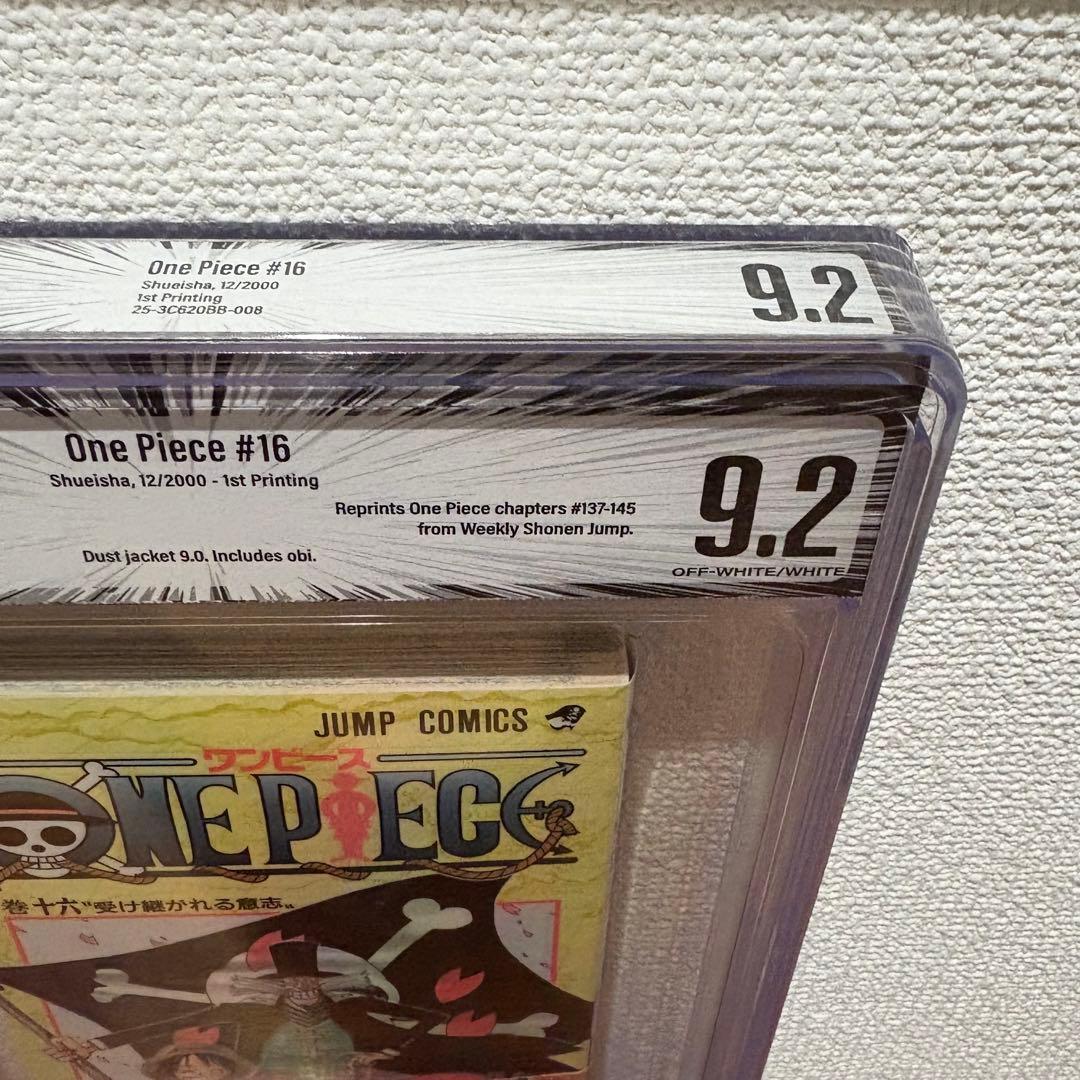 One Piece #16
Shueisha, 12/2000
1st Printing
25-3C620BB-008
9.2
One Piece #16
Shueisha, 12/2000 - 1st Printing
Reprints One Piece chapters #137-145
from Weekly Shonen Jump.
Dust jacket 9.0. Includes obi.
9.2
OFF-WHITE/WHITE
JUMP COMICS
ワンピース
ONE PIECE
巻十六"受け継がれる意志"